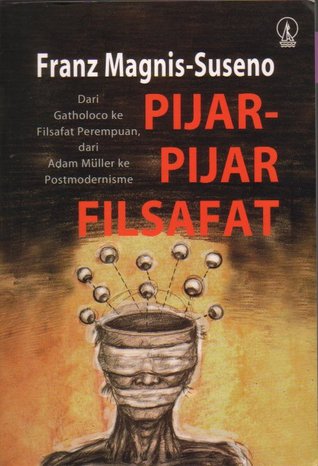 Franz Magnis-Suseno
Dari
Gatholoco ke
Filsafat Perempuan,
dari
Adam Müller ke
Postmodernisme
PIJAR-
PIJAR
FILSAFAT